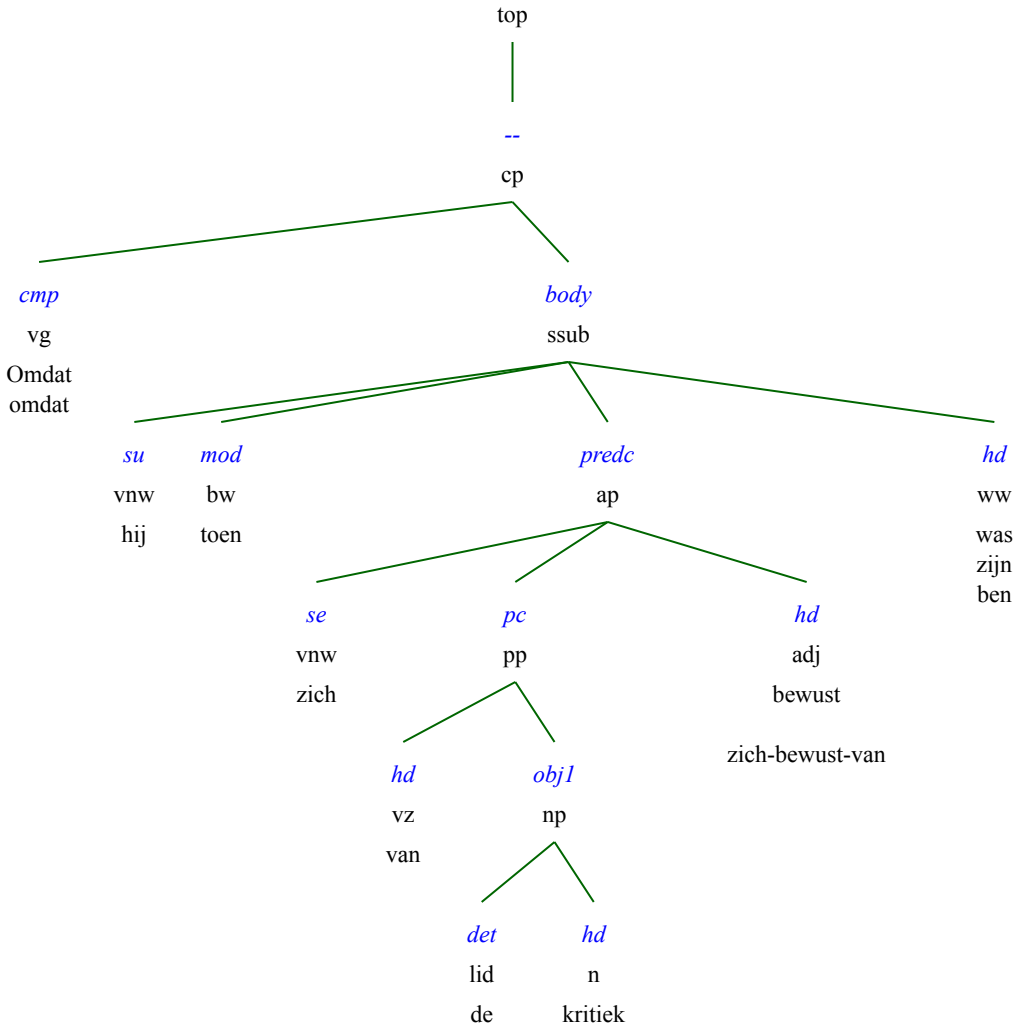 top
--
cp
cmp body
vg ssub
Omdat
omdat
su mod predc hd
vnw bw ap ww
hij toen was
zijn
ben
se pc hd
vnw pp adj
zich bewust
zich-bewust-van
hd obj1
vz np
van
det hd
lid n
de kritiek